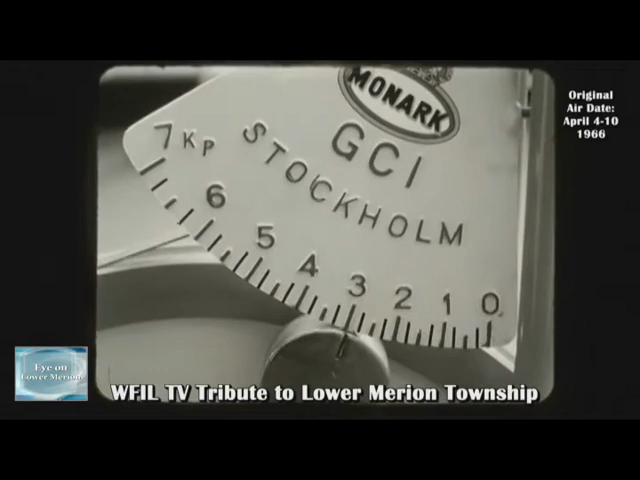 Original
Air Date:
April 4-10
1966
MONARK
GCI
STOCKHOLM
7 KP
6
5
4
3
2
1
0
Eye on
Lower Merion
WFIL TV Tribute to Lower Merion Township